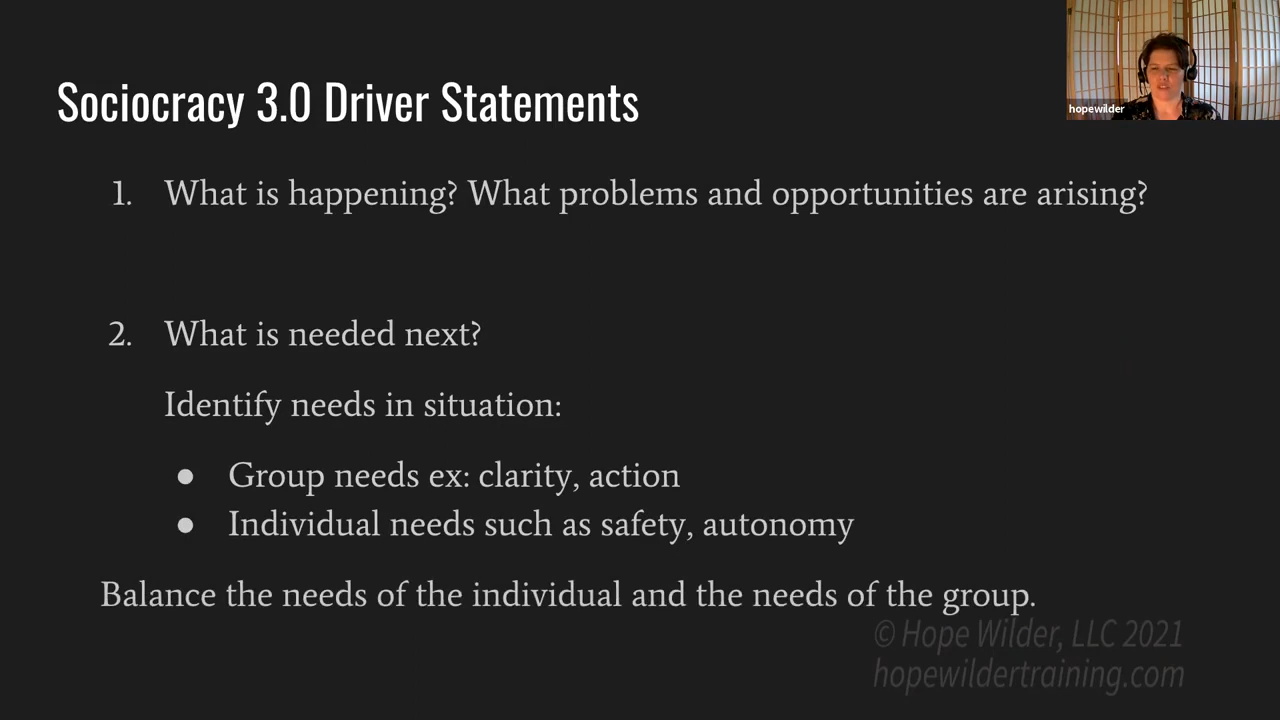 Sociocracy 3.0 Driver Statements
hopewilder
1. What is happening? What problems and opportunities are arising?
2. What is needed next?
Identify needs in situation:
● Group needs ex: clarity, action
● Individual needs such as safety, autonomy
Balance the needs of the individual and the needs of the group.
© Hope Wilder, LLC 2021
hopewildertraining.com